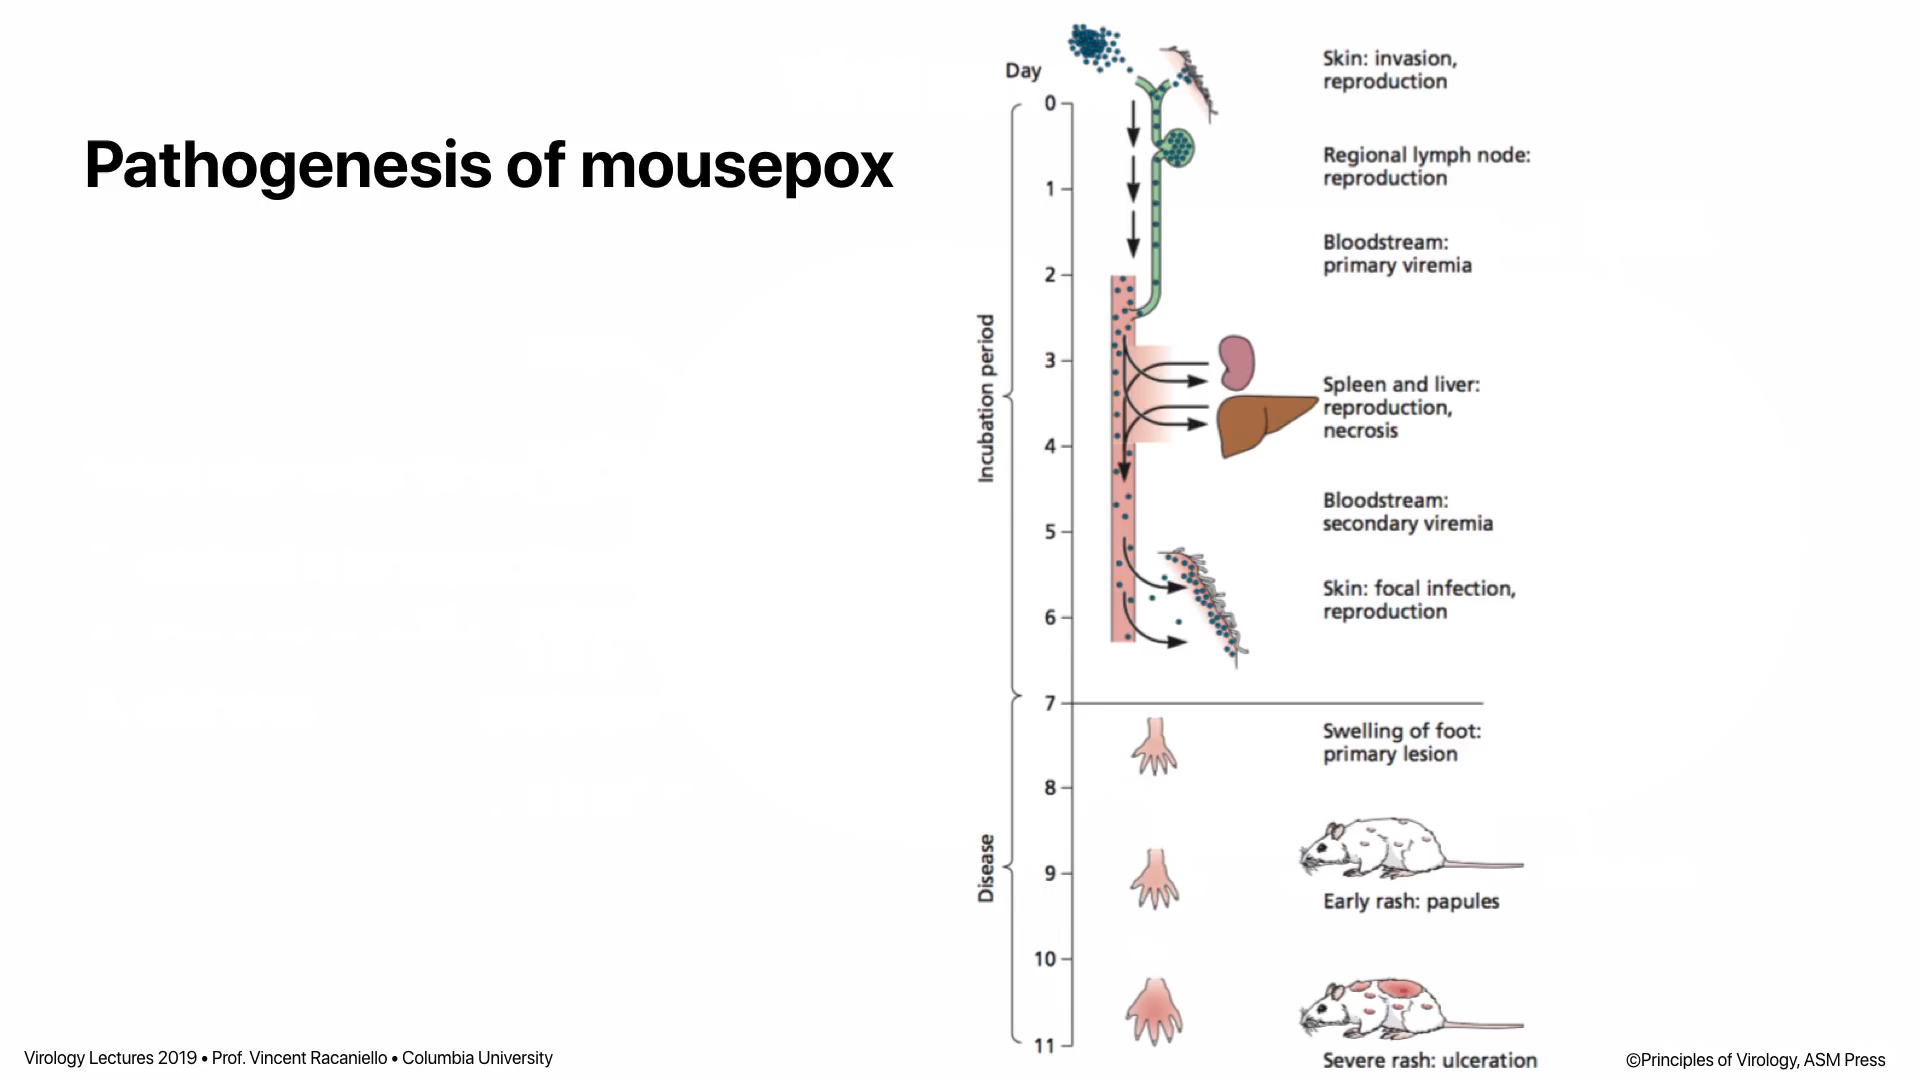 Pathogenesis of mousepox
Day
0
1
2
3
4
5
6
7
8
9
10
11
Incubation period
Disease
Skin: invasion,
reproduction
Regional lymph node:
reproduction
Bloodstream:
primary viremia
Spleen and liver:
reproduction,
necrosis
Bloodstream:
secondary viremia
Skin: focal infection,
reproduction
Swelling of foot:
primary lesion
Early rash: papules
Severe rash: ulceration
Virology Lectures 2019 • Prof. Vincent Racaniello • Columbia University
©Principles of Virology, ASM Press